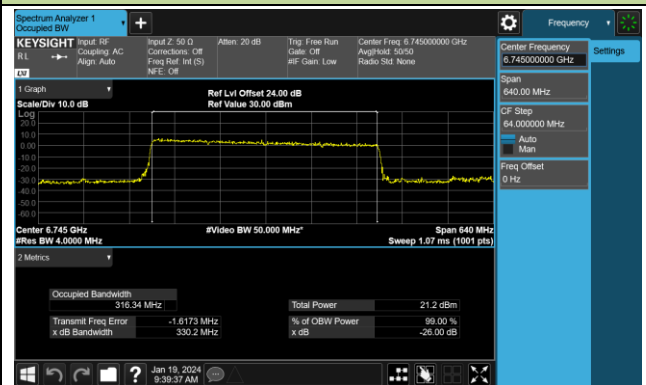 Spectrum Analyzer 1
Occupied BW
+
Frequency
KEYSIGHT
RL
LXI
Input: RF
Coupling: AC
Align: Auto
Input Z: 50 Ω
Corrections: Off
Freq Ref: Int (S)
NFE: Off
Atten: 20 dB
Trig: Free Run
Gate: Off
#IF Gain: Low
Center Freq: 6.745000000 GHz
Avg|Hold: 50/50
Radio Std: None
Center Frequency
6.745000000 GHz
Settings
Span
640.00 MHz
CF Step
64.000000 MHz
Auto
Man
Freq Offset
0 Hz
1 Graph
Scale/Div 10.0 dB
Ref Lvl Offset 24.00 dB
Ref Value 30.00 dBm
Log
20.0
10.0
0.00
-10.0
-20.0
-30.0
-40.0
-50.0
-60.0
Center 6.745 GHz
#Video BW 50.000 MHz*
Span 640 MHz
#Res BW 4.0000 MHz
Sweep 1.07 ms (1001 pts)
2 Metrics
Occupied Bandwidth
316.34 MHz
Total Power 21.2 dBm
Transmit Freq Error -1.6173 MHz
% of OBW Power 99.00 %
x dB Bandwidth 330.2 MHz
x dB -26.00 dB
?
Jan 19, 2024
9:39:37 AM